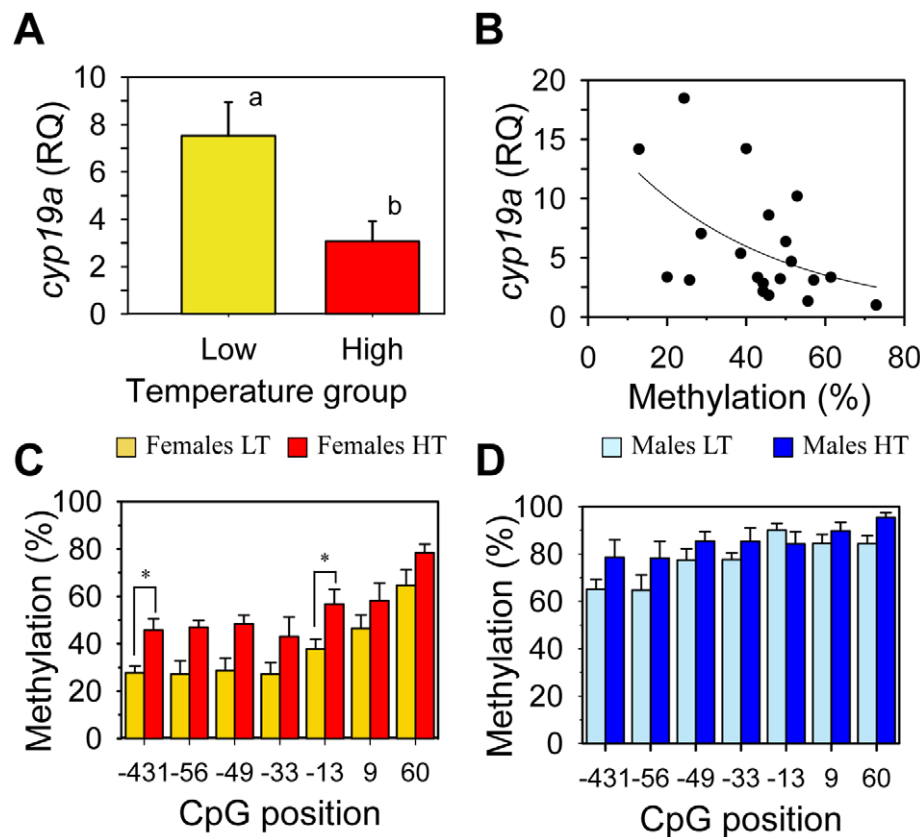 A
cyp19a (RQ)
10
8
6
4
2
0
a
b
Low High
Temperature group
B
cyp19a (RQ)
20
15
10
5
0
0 20 40 60 80
Methylation (%)
Females LT Females HT
C
Methylation (%)
100
80
60
40
20
0
*
*
-431 -56 -49 -33 -13 9 60
CpG position
Males LT Males HT
D
Methylation (%)
100
80
60
40
20
0
-431 -56 -49 -33 -13 9 60
CpG position